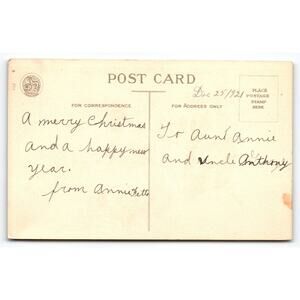 POST CARD
Dec 25/1921
PLACE
POSTAGE
STAMP
HERE
FOR CORRESPONDENCE
FOR ADDRESS ONLY
A merry Christmas
and a happy new
year.
from Annie
To Aunt Annie
and uncle Anthony